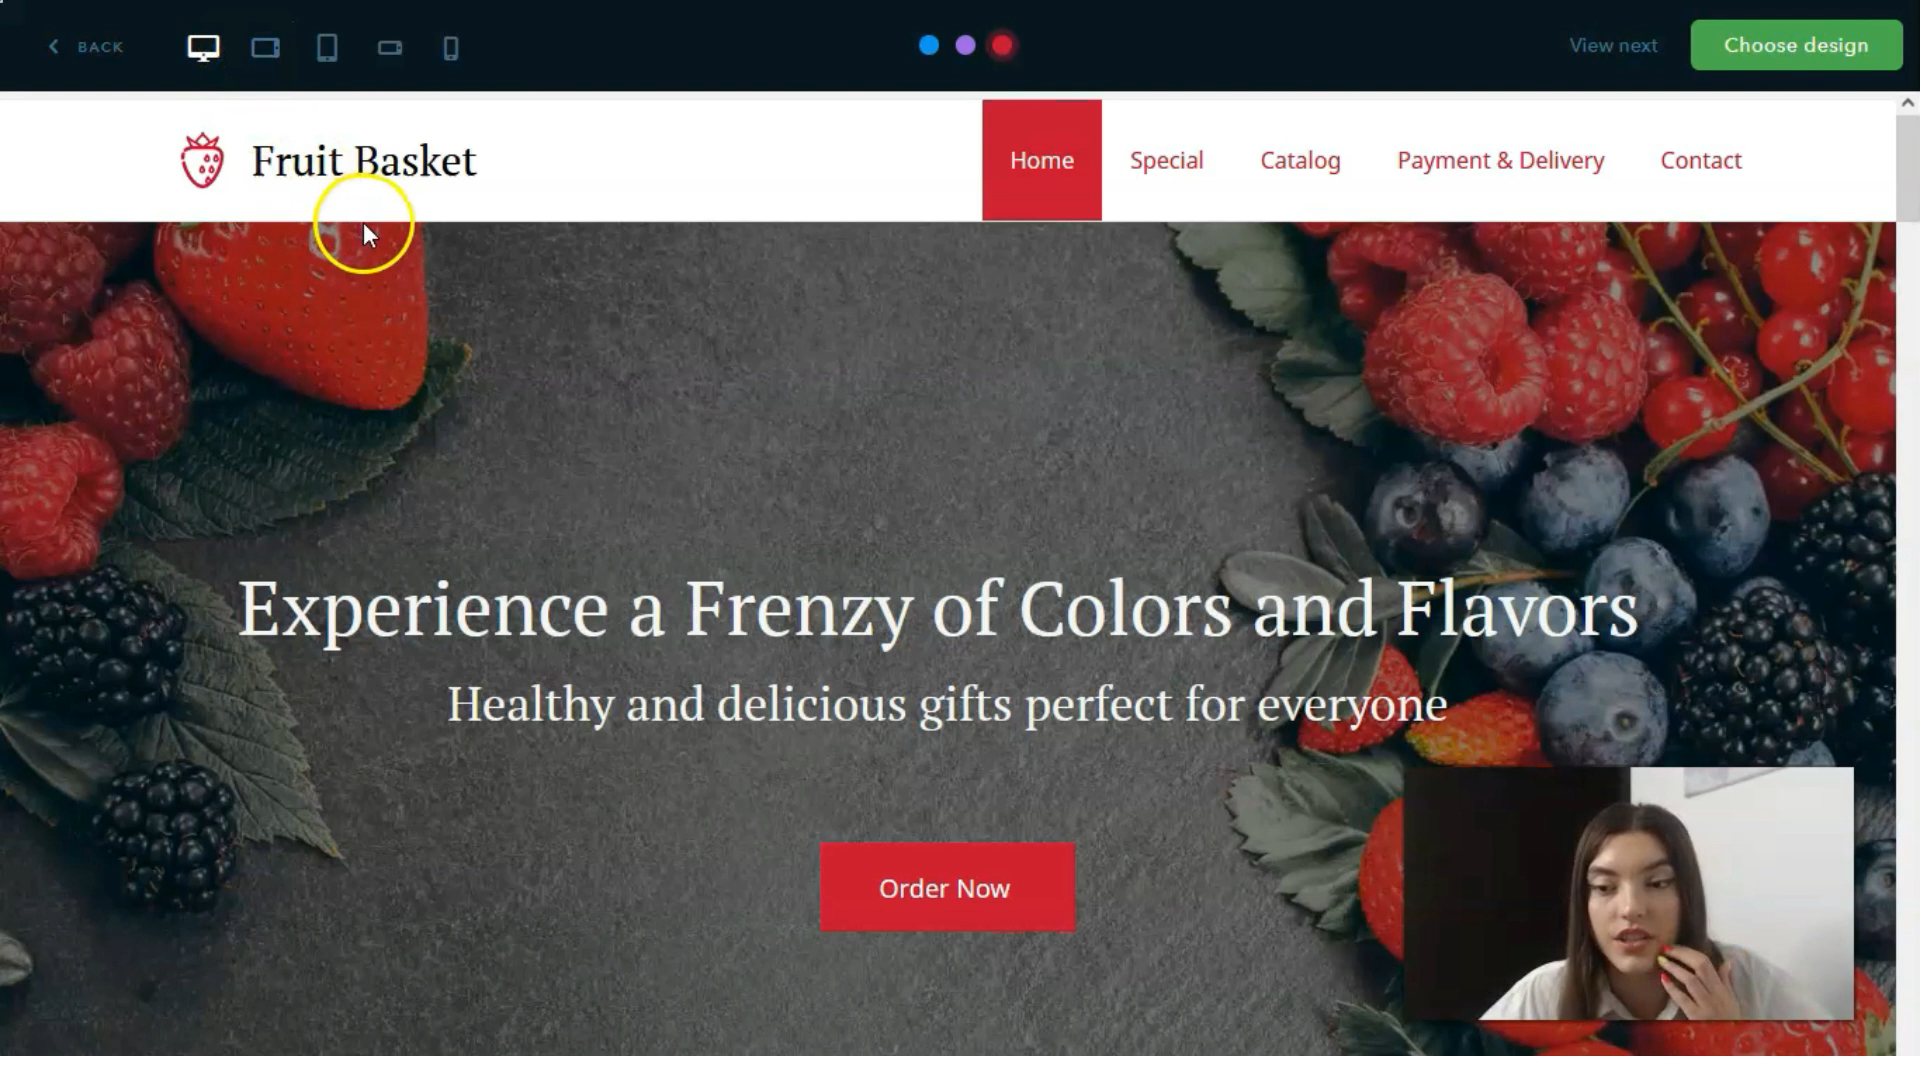 BACK
View next
Choose design
Fruit Basket
Home
Special
Catalog
Payment & Delivery
Contact
Experience a Frenzy of Colors and Flavors
Healthy and delicious gifts perfect for everyone
Order Now